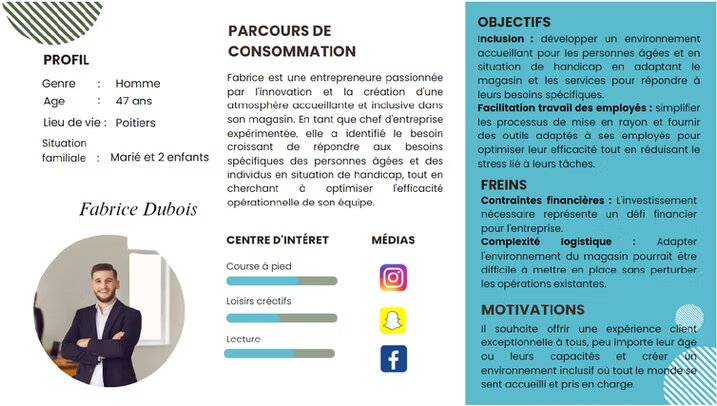 PROFIL
Genre : Homme
Age : 47 ans
Lieu de vie : Poitiers
Situation
familiale : Marié et 2 enfants
Fabrice Dubois
PARCOURS DE
CONSOMMATION
Fabrice est une entrepreneure passionnée
par l'innovation et la création d'une
atmosphère accueillante et inclusive dans
son magasin. En tant que chef d'entreprise
expérimentée, elle a identifié le besoin
croissant de répondre aux besoins
spécifiques des personnes âgées et des
individus en situation de handicap, tout en
cherchant à optimiser l'efficacité
opérationnelle de son équipe.
CENTRE D'INTÉRET
Course à pied
Loisirs créatifs
Lecture
MÉDIAS
OBJECTIFS
Inclusion : développer un environnement
accueillant pour les personnes âgées et en
situation de handicap en adaptant le
magasin et les services pour répondre à
leurs besoins spécifiques.
Facilitation travail des employés : simplifier
les processus de mise en rayon et fournir
des outils adaptés à ses employés pour
optimiser leur efficacité tout en réduisant le
stress lié à leurs tâches.
FREINS
Contraintes financières : L'investissement
nécessaire représente un défi financier
pour l'entreprise.
Complexité logistique : Adapter
l'environnement du magasin pourrait être
difficile à mettre en place sans perturber
les opérations existantes.
MOTIVATIONS
Il souhaite offrir une expérience client
exceptionnelle à tous, peu importe leur âge
ou leurs capacités et créer un
environnement inclusif où tout le monde se
sent accueilli et pris en charge.